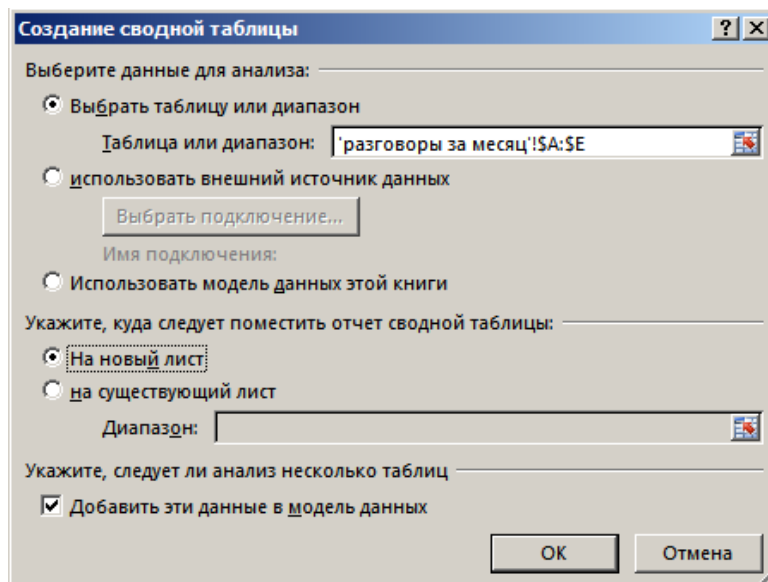 Создание сводной таблицы
Выберите данные для анализа:
Выбрать таблицу или диапазон
Таблица или диапазон: 'разговоры за месяц'!$A:$E
использовать внешний источник данных
Выбрать подключение...
Имя подключения:
Использовать модель данных этой книги
Укажите, куда следует поместить отчет сводной таблицы:
На новый лист
на существующий лист
Диапазон:
Укажите, следует ли анализ несколько таблиц
Добавить эти данные в модель данных
ОК Отмена